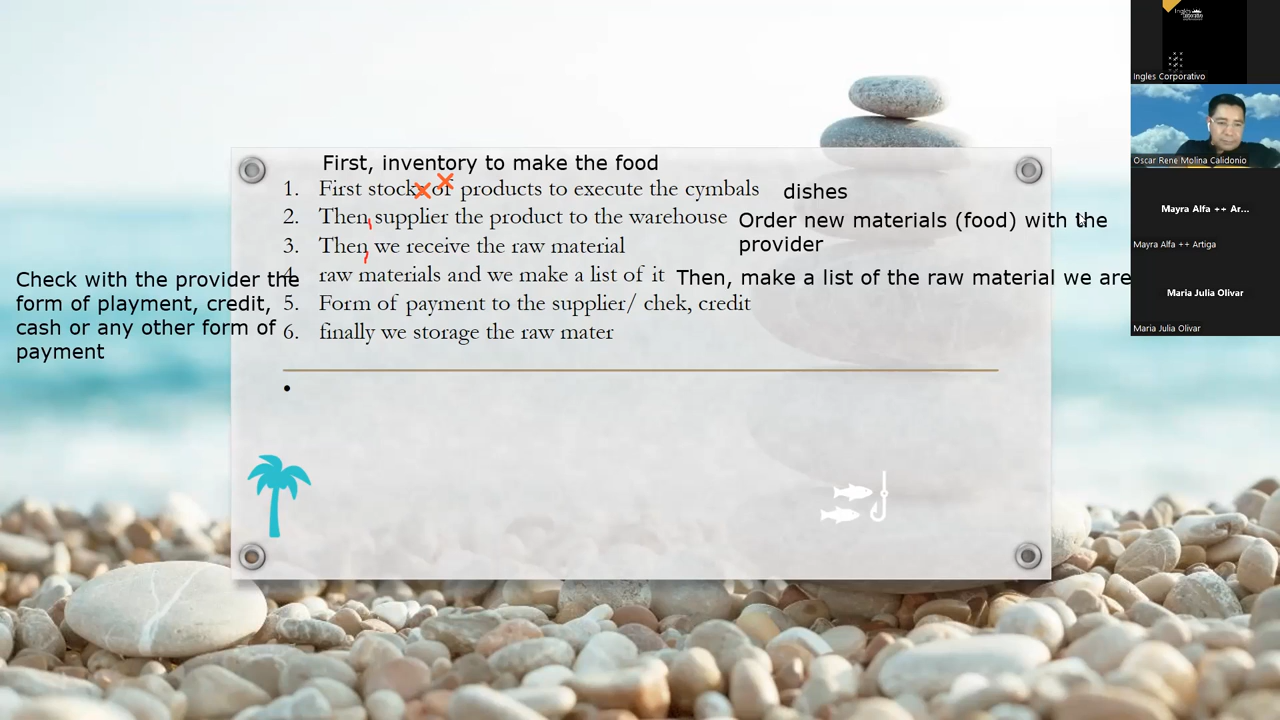 Ingles Corporativo
Oscar Rene Molina Calidonio
Mayra Alfa ++ Ar...
Mayra Alfa ++ Artiga
Maria Julia Olivar
Maria Julia Olivar
First, inventory to make the food
1. First stocks of products to execute the cymbals
dishes
2. Then, supplier the product to the warehouse
Order new materials (food) with the
provider
3. Then, we receive the raw material
4. raw materials and we make a list of it
Then, make a list of the raw material we are
Check with the provider the
form of playment, credit,
cash or any other form of
payment
5. Form of payment to the supplier/ chek, credit
6. finally we storage the raw mater